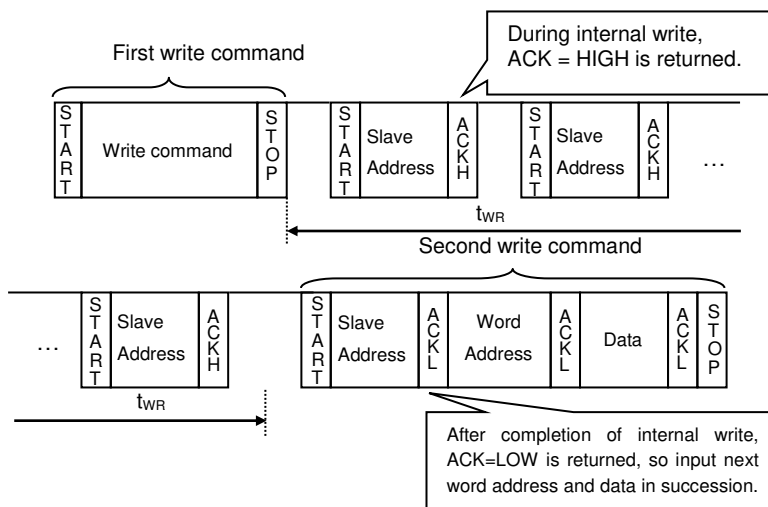 First write command
During internal write,
ACK = HIGH is returned.
START
Write command
STOP
START
Slave
Address
ACKH
START
Slave
Address
ACKH
…
tWR
Second write command
…
START
Slave
Address
ACKH
START
Slave
Address
ACKL
Word
Address
ACKL
Data
ACKL
STOP
tWR
After completion of internal write,
ACK=LOW is returned, so input next
word address and data in succession.